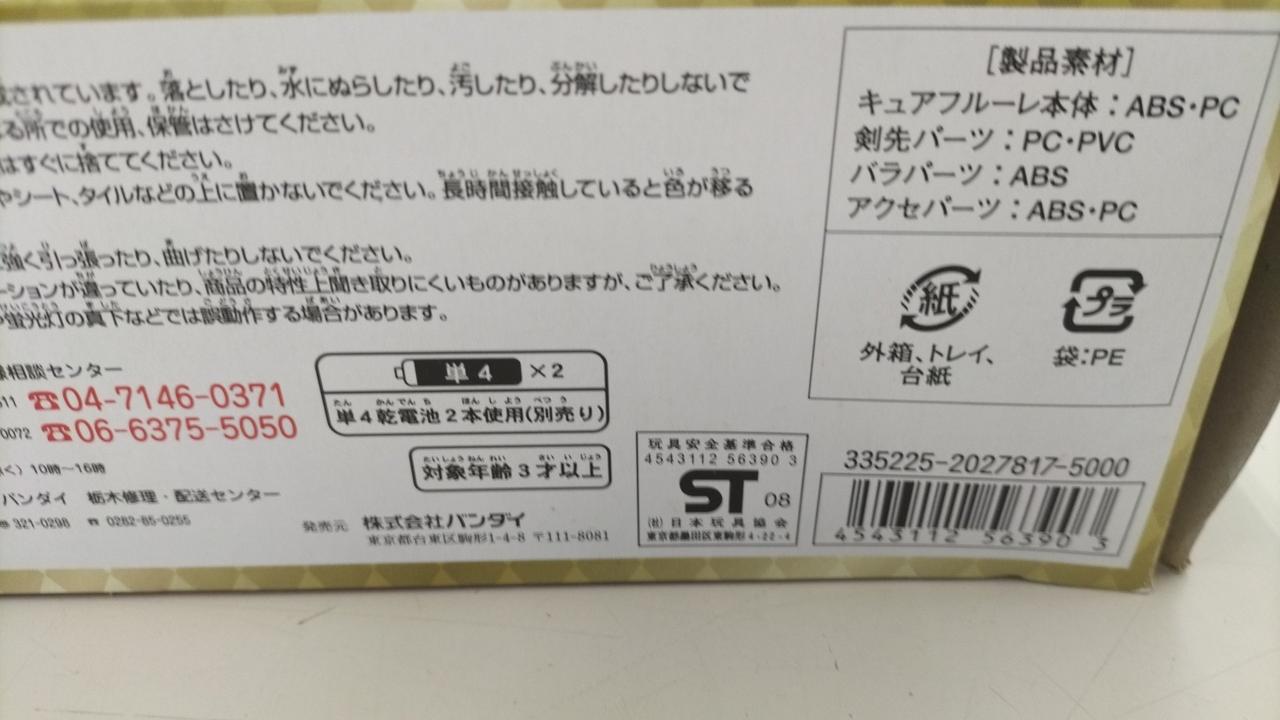 されています。落としたり、水にぬらしたり、汚したり、分解したりしないで
る所での使用、保管はさけてください。
はすぐに捨ててください。
やシート、タイルなどの上に置かないでください。長時間接触していると色が移る
強く引っ張ったり、曲げたりしないでください。
ーションが違っていたり、商品の特性上聞き取りにくいものがありますが、ご了承ください。
や蛍光灯の真下などでは誤動作する場合があります。
相談センター
511 ☎04-7146-0371
0072 ☎06-6375-5050
く) 10時〜16時
バンダイ 栃木修理・配送センター
321-0298 ☎ 0282-85-0255
単4 ×2
単4乾電池2本使用(別売り)
対象年齢3才以上
発売元 株式会社バンダイ
東京都台東区駒形1-4-8 〒111-8081
玩具安全基準合格
4543112 56390 3
ST 08
(社)日本玩具協会
東京都墨田区東駒形4-22-4
[製品素材]
キュアフルーレ本体：ABS・PC
剣先パーツ：PC・PVC
バラパーツ：ABS
アクセパーツ：ABS・PC
紙
外箱、トレイ、
台紙
プラ
袋：PE
335225-2027817-5000
4543112 56390 3